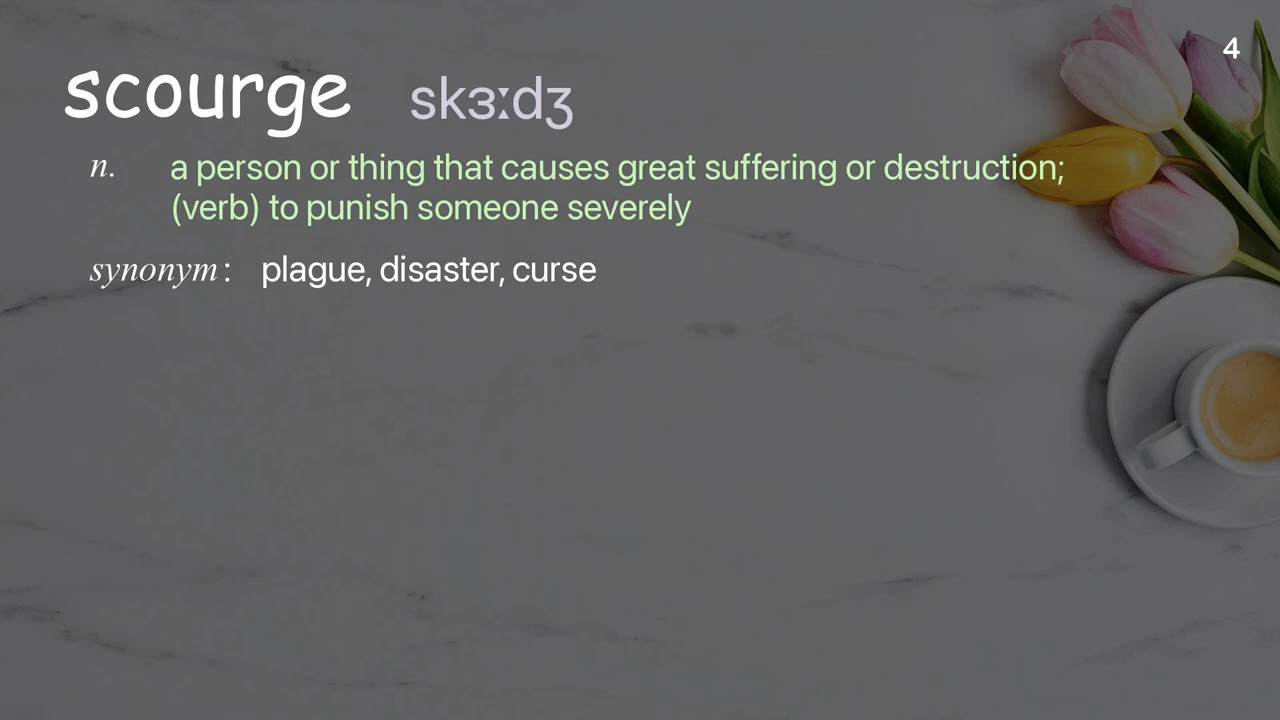 4
scourge skɜːdʒ
n. a person or thing that causes great suffering or destruction;
(verb) to punish someone severely
synonym: plague, disaster, curse